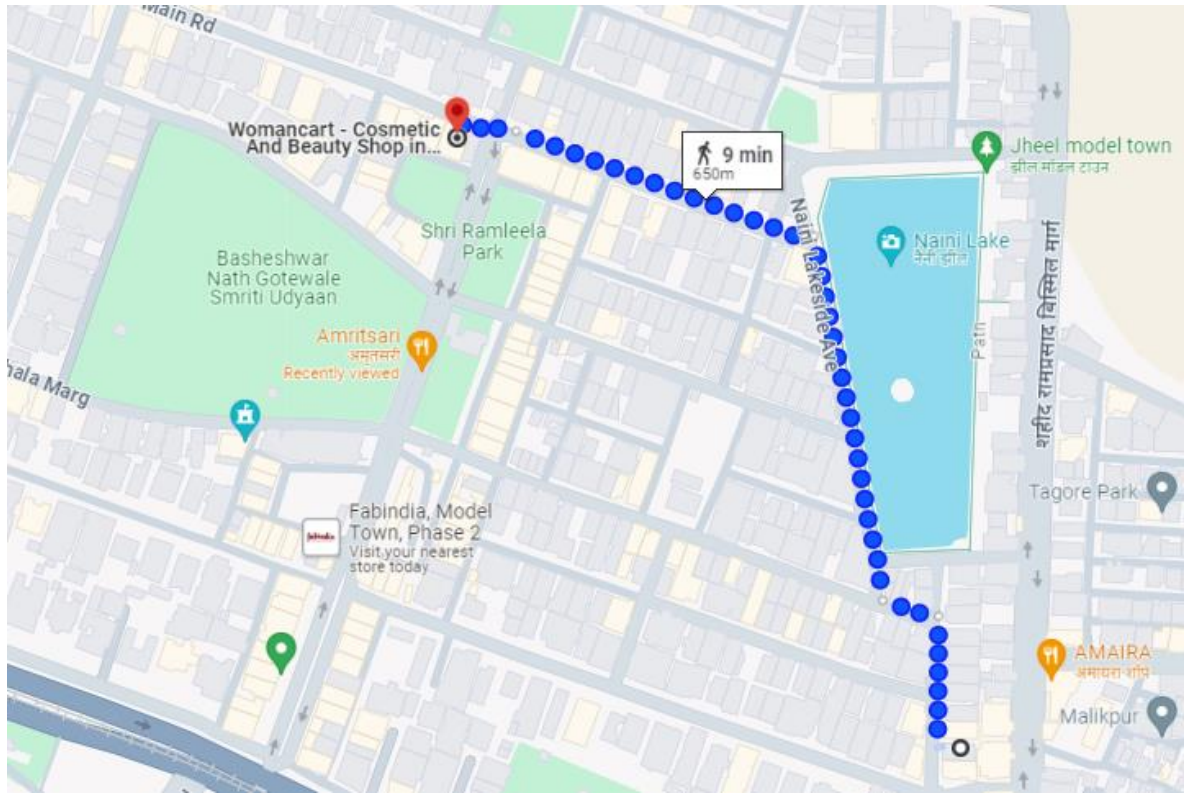 Main Rd
Womancart - Cosmetic
And Beauty Shop in...
9 min
650m
Jheel model town
झील मॉडल टाउन
Shri Ramleela
Park
Naini Lakeside Ave
Naini Lake
नैनी झील
Basheshwar
Nath Gotewale
Smriti Udyaan
Path
शहीद रामप्रसाद बिस्मिल मार्ग
Amritsari
अमृतसरी
Recently viewed
hala Marg
Tagore Park
Fabindia, Model
Town, Phase 2
Visit your nearest
store today
AMAIRA
अमायरा शॉप
Malikpur